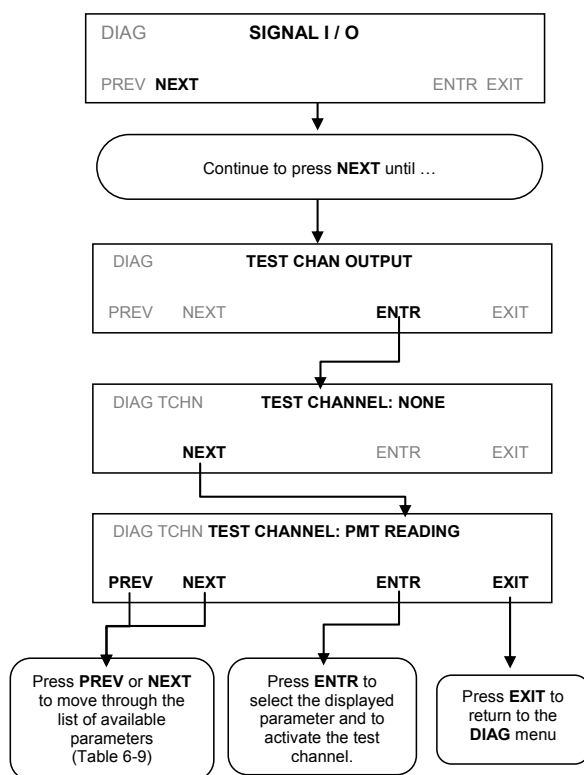 DIAG SIGNAL I / O
PREV NEXT ENTR EXIT
Continue to press NEXT until …
DIAG TEST CHAN OUTPUT
PREV NEXT ENTR EXIT
DIAG TCHN TEST CHANNEL: NONE
NEXT ENTR EXIT
DIAG TCHN TEST CHANNEL: PMT READING
PREV NEXT ENTR EXIT
Press PREV or NEXT
to move through the
list of available
parameters
(Table 6-9)
Press ENTR to
select the displayed
parameter and to
activate the test
channel.
Press EXIT to
return to the
DIAG menu